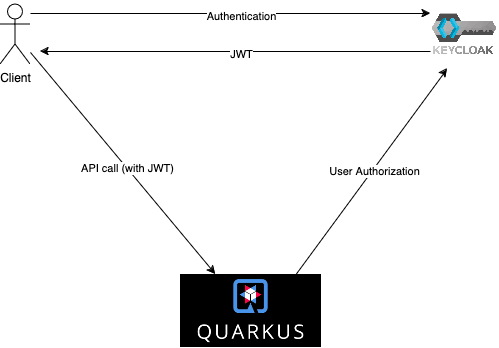 Authentication
KEYCLOAK
JWT
Client
API call (with JWT)
User Authorization
QUARKUS